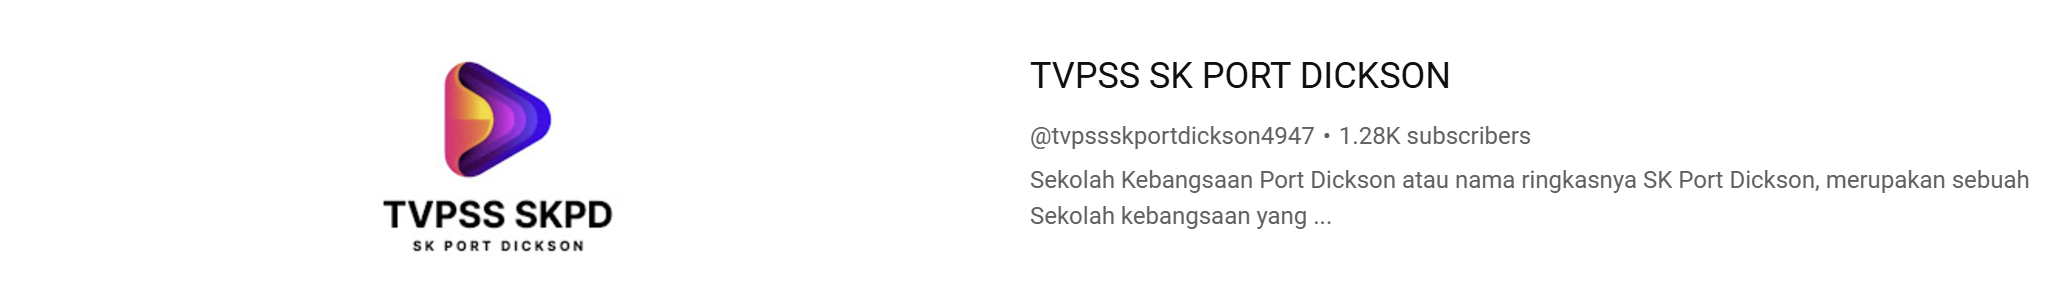 TVPSS SKPD
SK PORT DICKSON
TVPSS SK PORT DICKSON
@tvpssskportdickson4947 • 1.28K subscribers
Sekolah Kebangsaan Port Dickson atau nama ringkasnya SK Port Dickson, merupakan sebuah
Sekolah kebangsaan yang ...